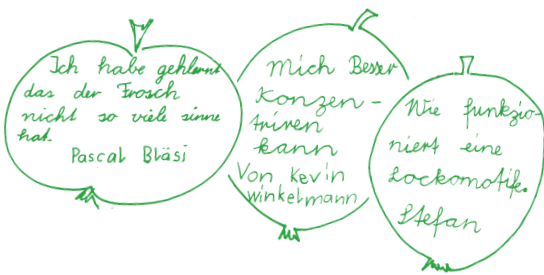 Ich habe gehlernt
das der Frosch
nicht so viele sinne
hat.
Pascal Bläsi
Mich Besser
Konzen-
triren
kann
Von Kevin
winkelmann
Wie funkzio-
niert eine
Lockomotife.
Stefan